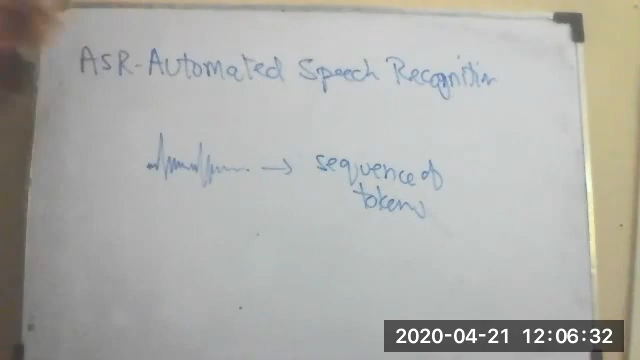 ASR-Automated Speech Recognition
→ sequence of
tokens
2020-04-21 12:06:32